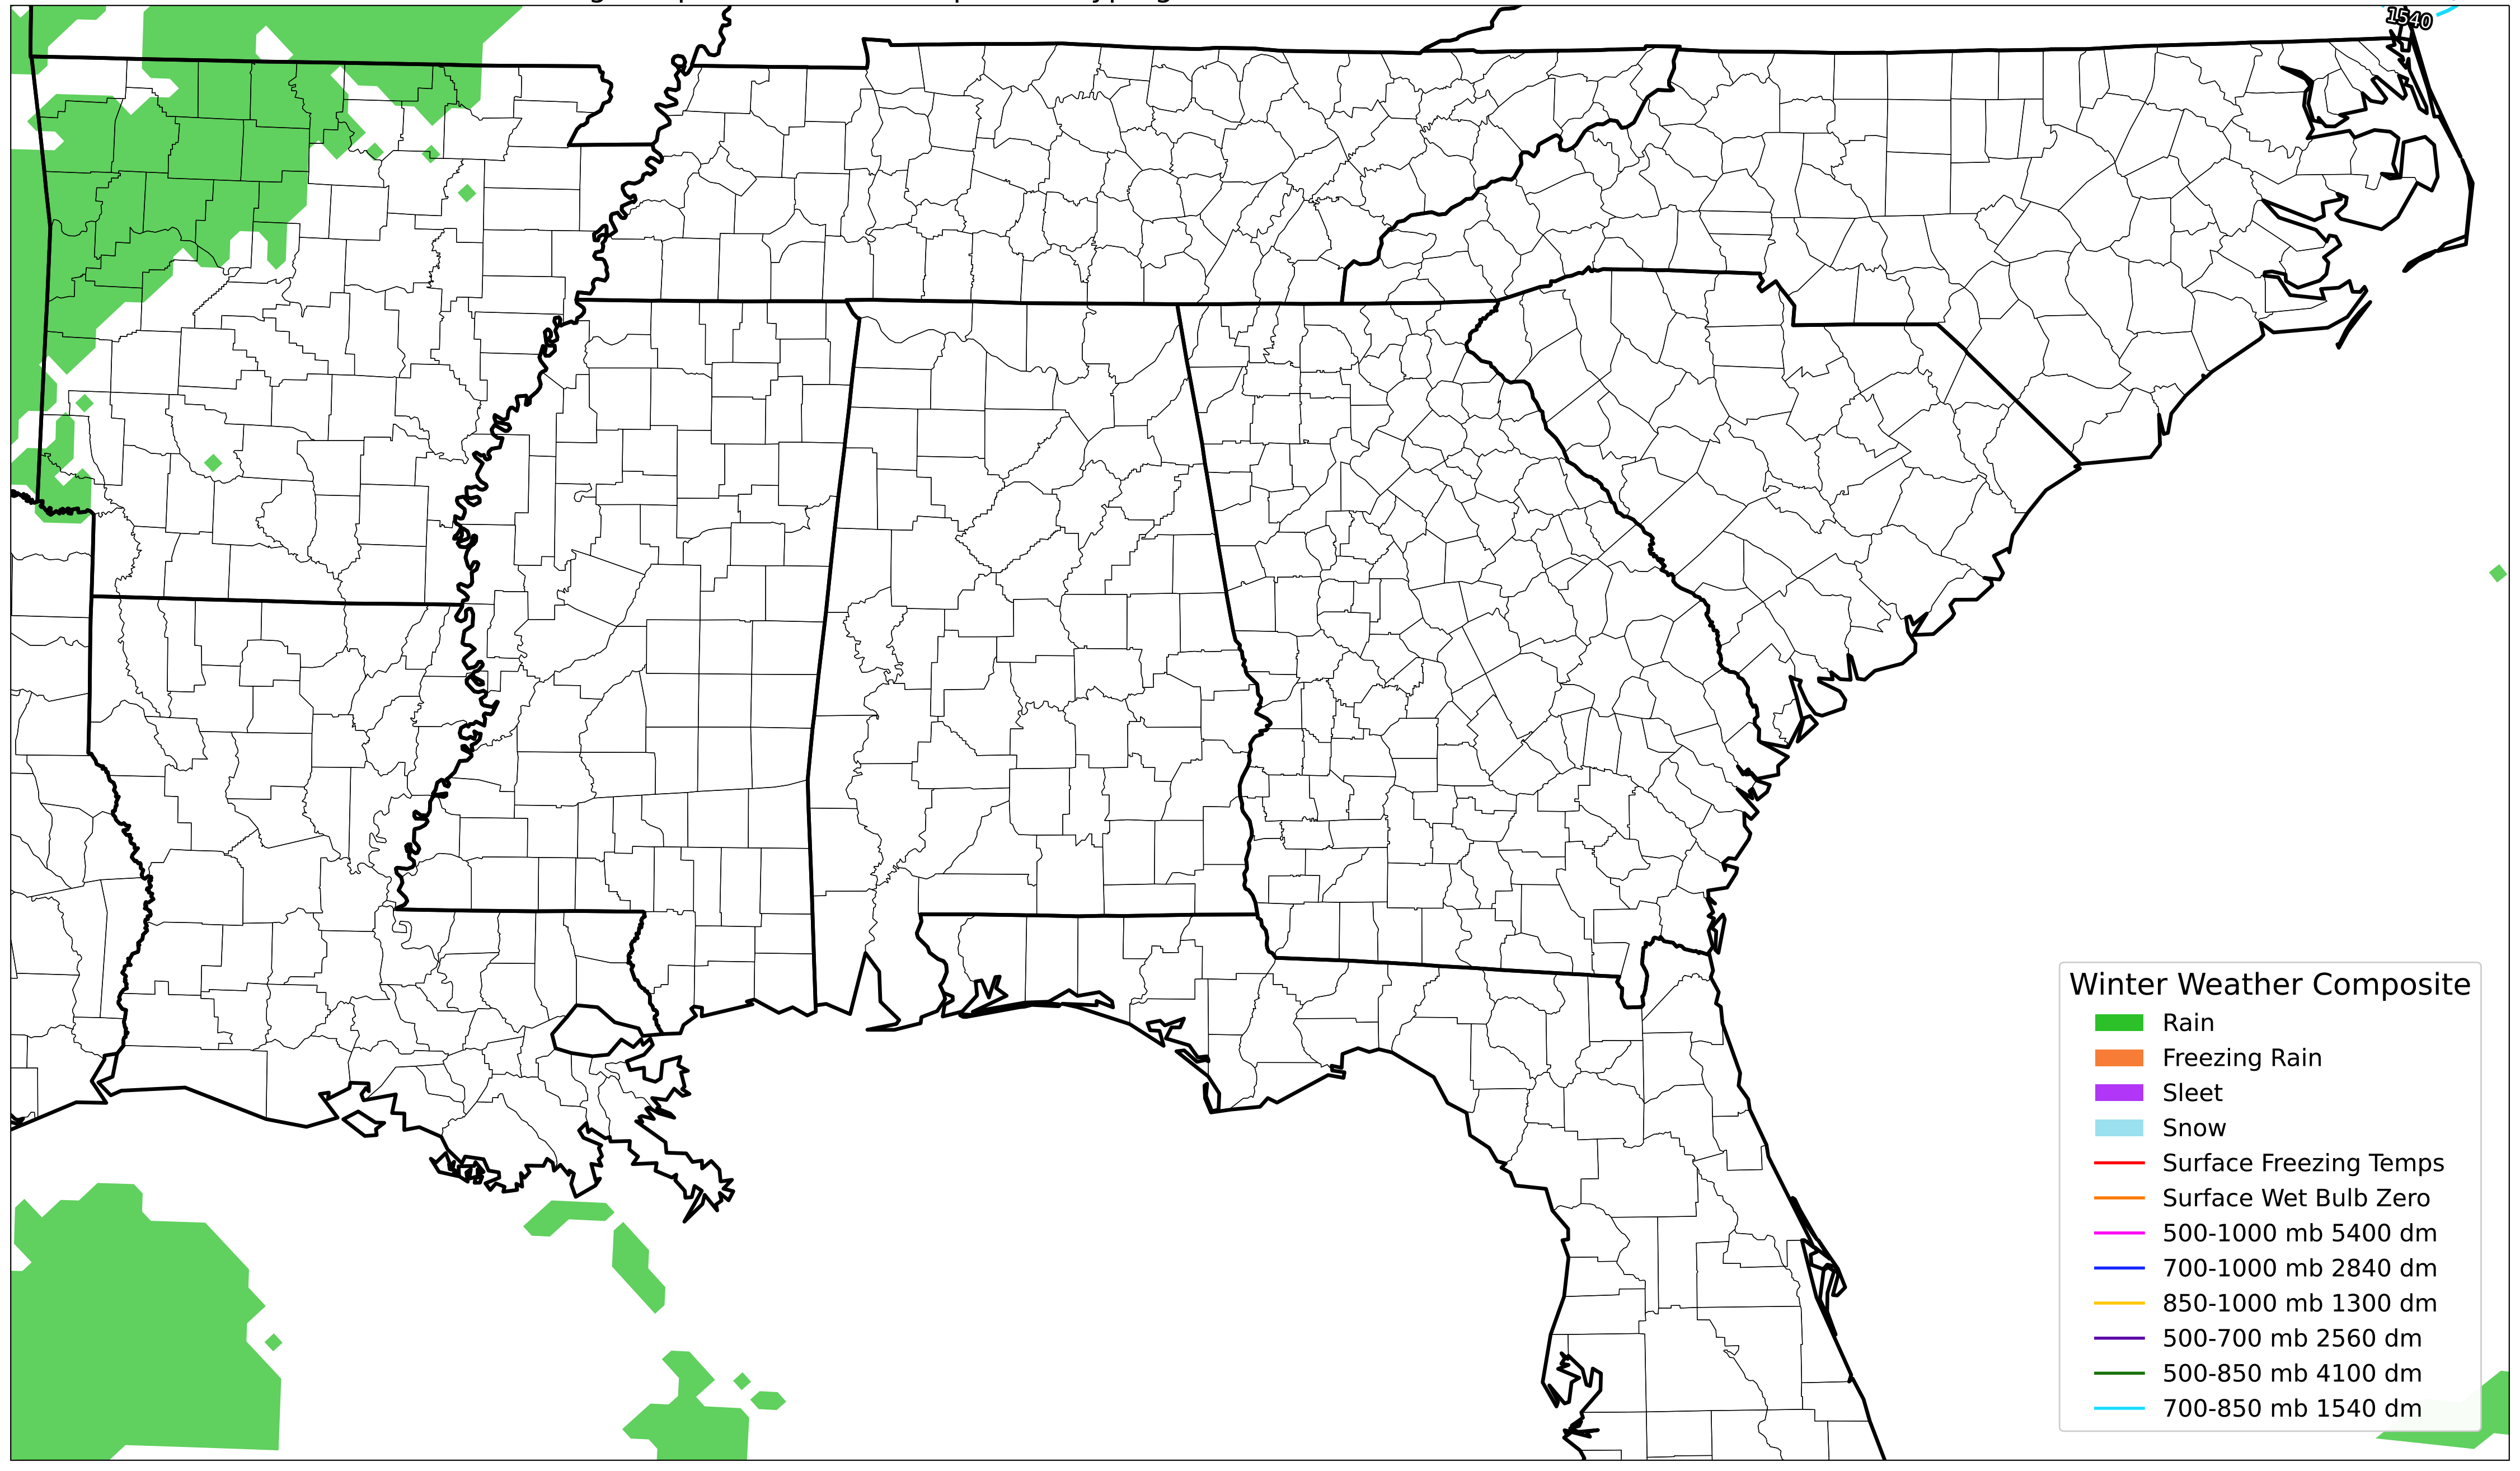 1540
Winter Weather Composite
Rain
Freezing Rain
Sleet
Snow
Surface Freezing Temps
Surface Wet Bulb Zero
500-1000 mb 5400 dm
700-1000 mb 2840 dm
850-1000 mb 1300 dm
500-700 mb 2560 dm
500-850 mb 4100 dm
700-850 mb 1540 dm